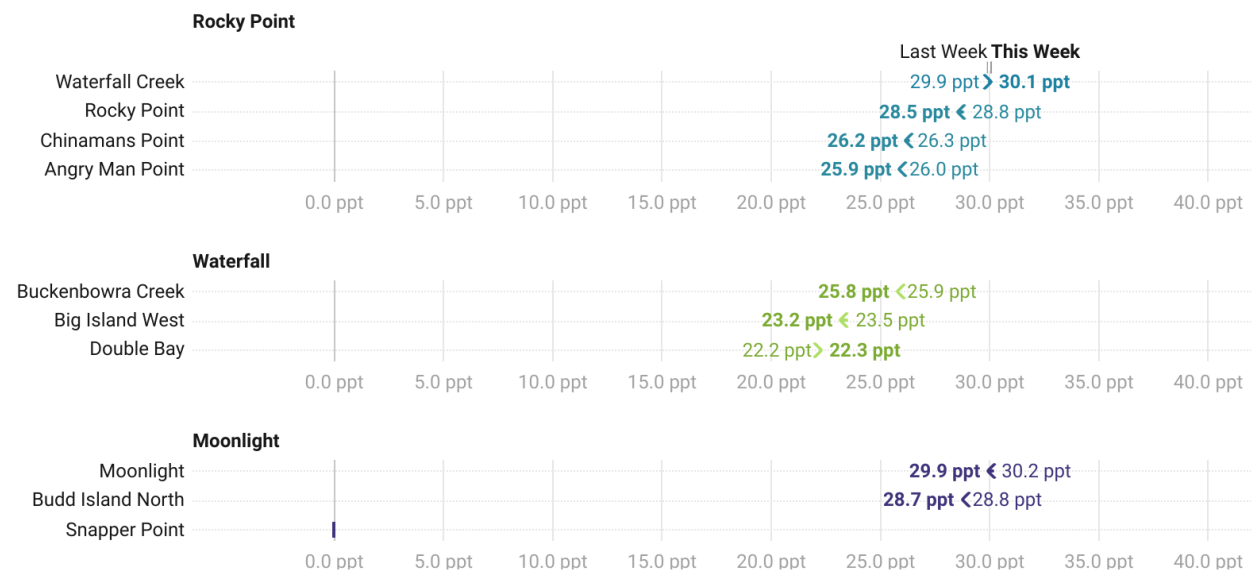 Rocky Point
Last Week This Week
Waterfall Creek 29.9 ppt 30.1 ppt
Rocky Point 28.5 ppt 28.8 ppt
Chinamans Point 26.2 ppt 26.3 ppt
Angry Man Point 25.9 ppt 26.0 ppt
0.0 ppt 5.0 ppt 10.0 ppt 15.0 ppt 20.0 ppt 25.0 ppt 30.0 ppt 35.0 ppt 40.0 ppt
Waterfall
Buckenbowra Creek 25.8 ppt 25.9 ppt
Big Island West 23.2 ppt 23.5 ppt
Double Bay 22.2 ppt 22.3 ppt
0.0 ppt 5.0 ppt 10.0 ppt 15.0 ppt 20.0 ppt 25.0 ppt 30.0 ppt 35.0 ppt 40.0 ppt
Moonlight
Moonlight 29.9 ppt 30.2 ppt
Budd Island North 28.7 ppt 28.8 ppt
Snapper Point
0.0 ppt 5.0 ppt 10.0 ppt 15.0 ppt 20.0 ppt 25.0 ppt 30.0 ppt 35.0 ppt 40.0 ppt